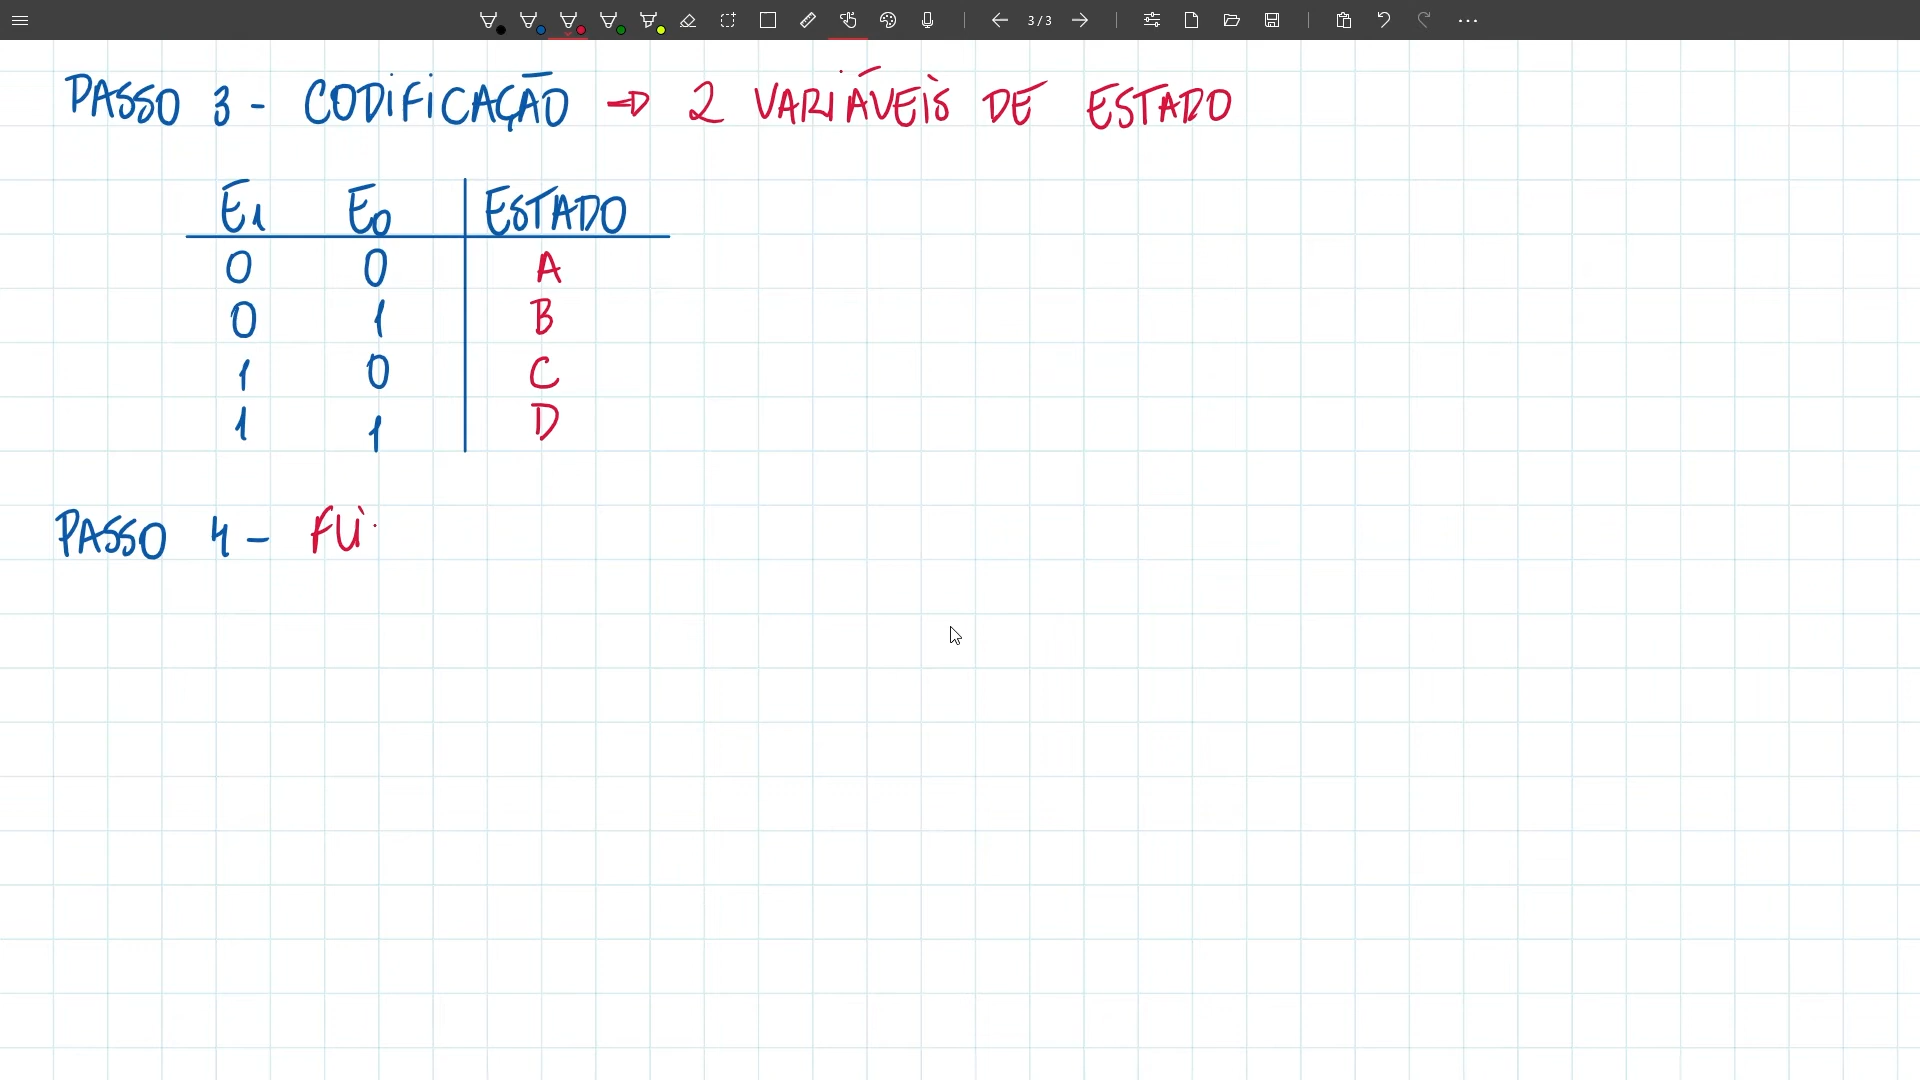 3/3
PASSO 3 - CODIFICAÇÃO → 2 VARIÁVEIS DE ESTADO
E1 E0 ESTADO
0 0 A
0 1 B
1 0 C
1 1 D
PASSO 4 - FLI